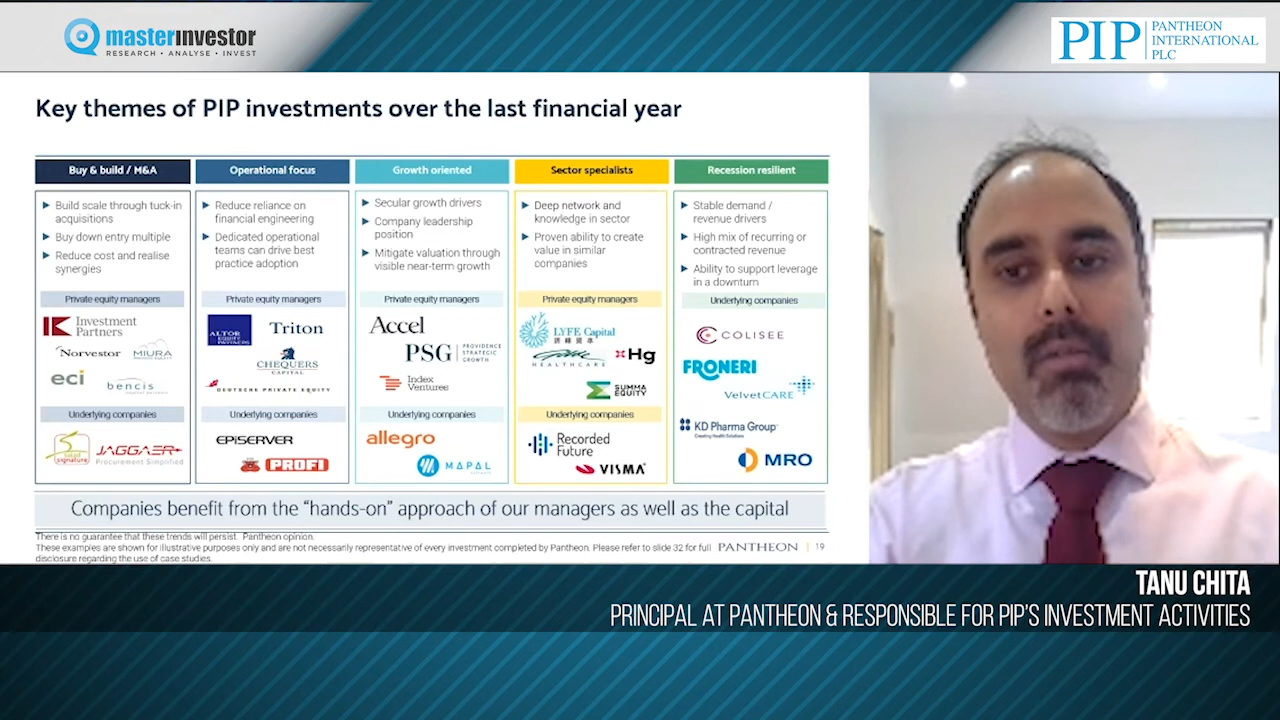 masterinvestor
RESEARCH • ANALYSE • INVEST
PIP
PANTHEON
INTERNATIONAL
PLC
Key themes of PIP investments over the last financial year
Buy & build / M&A
Build scale through tuck-in
acquisitions
Buy down entry multiple
Reduce cost and realise
synergies
Private equity managers
IK Investment
Partners
Norvestor
MIURA
eci
bencis
Underlying companies
signature
JAGGAER
Procurement Simplified
Operational focus
Reduce reliance on
financial engineering
Dedicated operational
teams can drive best
practice adoption
Private equity managers
ALTOR
EQUITY
PARTNERS
Triton
CHEQUERS
CAPITAL
DEUTSCHE PRIVATE EQUITY
Underlying companies
EPISERVER
PROFI
Growth oriented
Secular growth drivers
Company leadership
position
Mitigate valuation through
visible near-term growth
Private equity managers
Accel
PSG
PROVIDENCE
STRATEGIC
GROWTH
Index
Ventures
Underlying companies
allegro
MAPAL
Sector specialists
Deep network and
knowledge in sector
Proven ability to create
value in similar
companies
Private equity managers
LYFE Capital
HEALTHCARE
Hg
SUMMA
EQUITY
Underlying companies
Recorded
Future
VISMA
Recession resilient
Stable demand /
revenue drivers
High mix of recurring or
contracted revenue
Ability to support leverage
in a downturn
Underlying companies
COLISEE
FRONERI
VelvetCARE
KD Pharma Group
Creating Health Solutions
MRO
Companies benefit from the “hands-on” approach of our managers as well as the capital
There is no guarantee that these trends will persist. Pantheon opinion.
These examples are shown for illustrative purposes only and are not necessarily representative of every investment completed by Pantheon. Please refer to slide 32 for full
disclosure regarding the use of case studies.
PANTHEON | 19
TANU CHITA
PRINCIPAL AT PANTHEON & RESPONSIBLE FOR PIP'S INVESTMENT ACTIVITIES